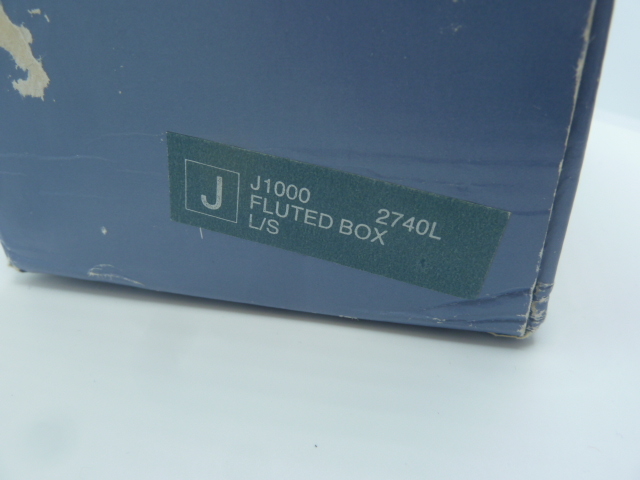 J
J1000 2740L
FLUTED BOX
L/S